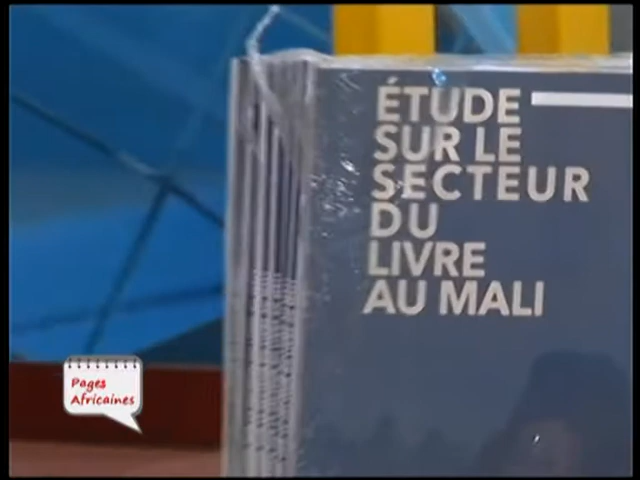 ÉTUDE
SUR LE
SECTEUR
DU
LIVRE
AU MALI
Pages
Africaines